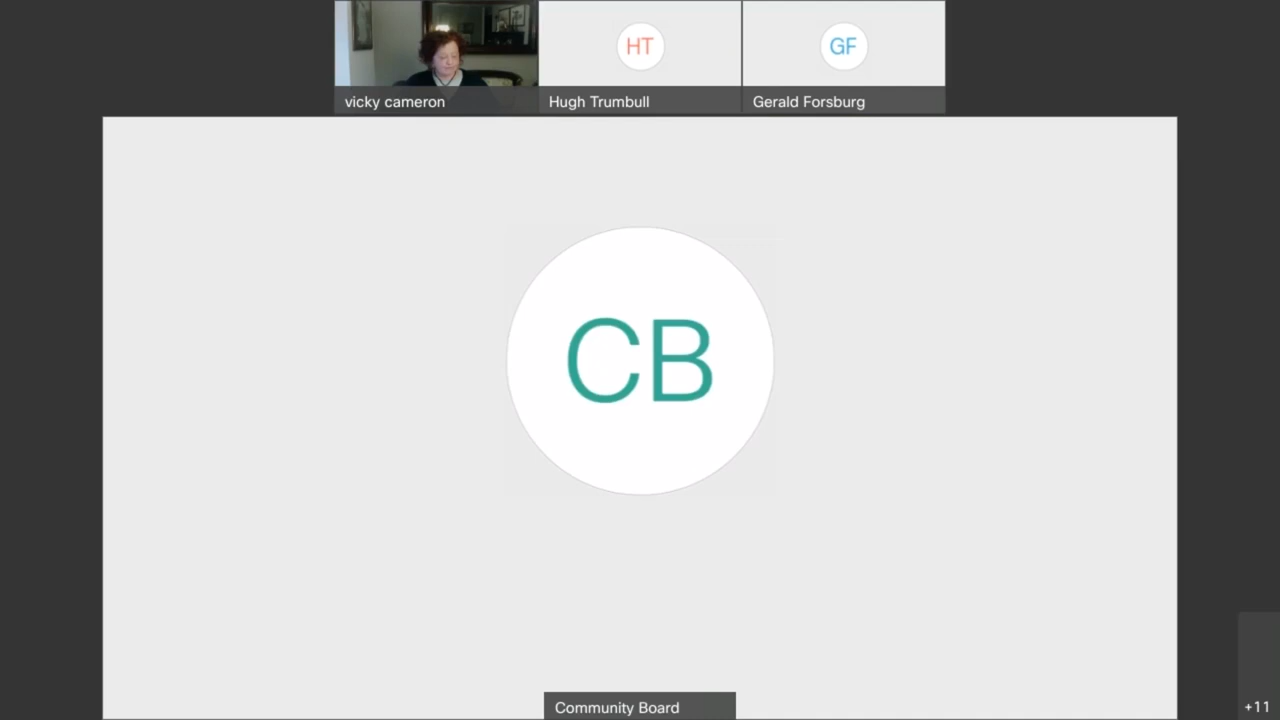 HT
GF
vicky cameron
Hugh Trumbull
Gerald Forsburg
CB
Community Board
+11